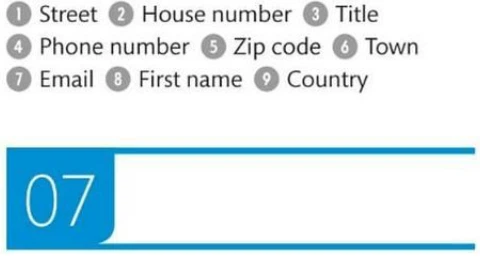 1 Street 2 House number 3 Title
4 Phone number 5 Zip code 6 Town
7 Email 8 First name 9 Country
07